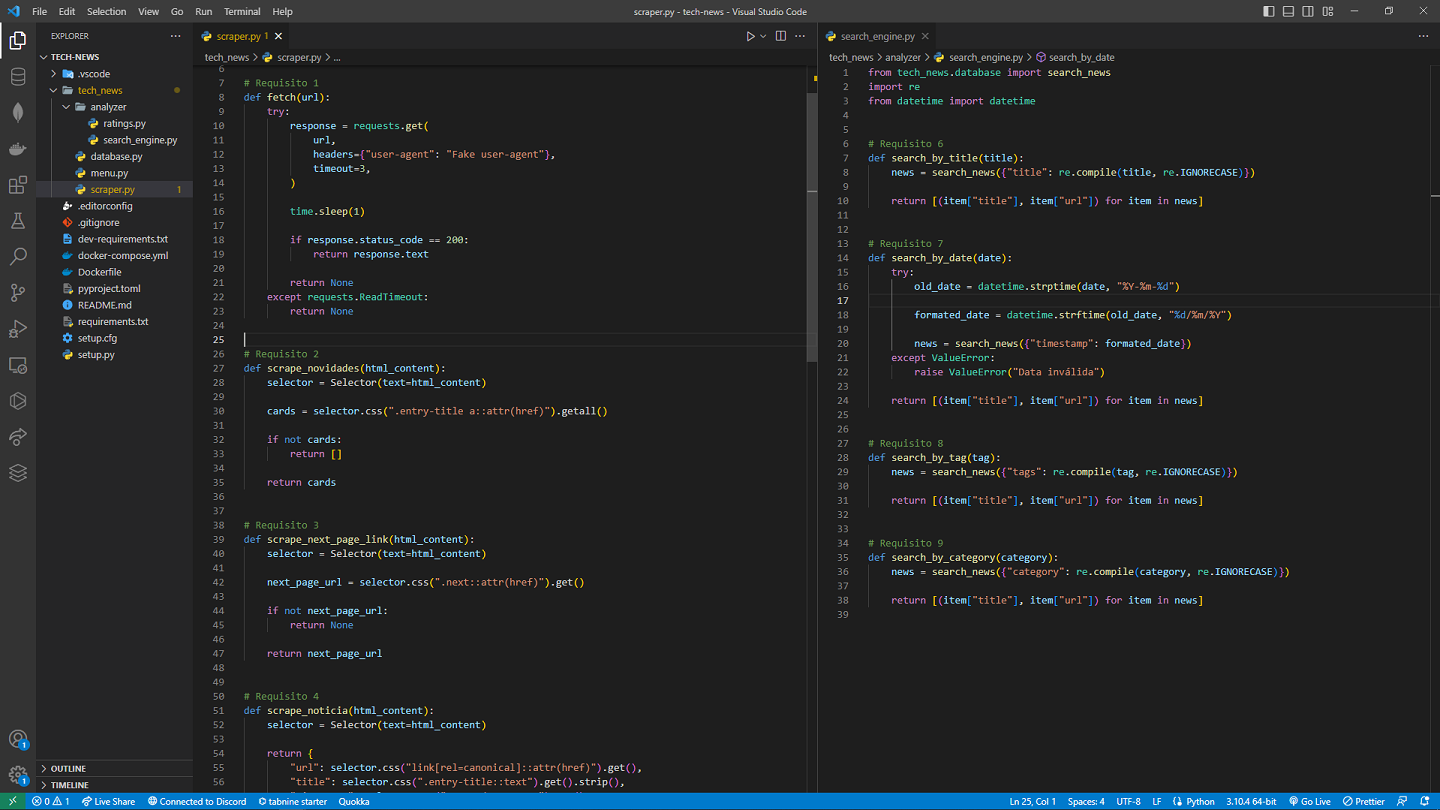 File Edit Selection View Go Run Terminal Help
scraper.py - tech-news - Visual Studio Code
EXPLORER
TECH-NEWS
.vscode
tech_news
analyzer
ratings.py
search_engine.py
database.py
menu.py
scraper.py 1
.editorconfig
.gitignore
dev-requirements.txt
docker-compose.yml
Dockerfile
pyproject.toml
README.md
requirements.txt
setup.cfg
setup.py
OUTLINE
TIMELINE
1
1
scraper.py 1
tech_news > scraper.py > ...
6
7 # Requisito 1
8 def fetch(url):
9 try:
10 response = requests.get(
11 url,
12 headers={"user-agent": "Fake user-agent"},
13 timeout=3,
14 )
15
16 time.sleep(1)
17
18 if response.status_code == 200:
19 return response.text
20
21 return None
22 except requests.ReadTimeout:
23 return None
24
25
26 # Requisito 2
27 def scrape_novidades(html_content):
28 selector = Selector(text=html_content)
29
30 cards = selector.css(".entry-title a::attr(href)").getall()
31
32 if not cards:
33 return []
34
35 return cards
36
37
38 # Requisito 3
39 def scrape_next_page_link(html_content):
40 selector = Selector(text=html_content)
41
42 next_page_url = selector.css(".next::attr(href)").get()
43
44 if not next_page_url:
45 return None
46
47 return next_page_url
48
49
50 # Requisito 4
51 def scrape_noticia(html_content):
52 selector = Selector(text=html_content)
53
54 return {
55 "url": selector.css("link[rel=canonical]::attr(href)").get(),
56 "title": selector.css(".entry-title::text").get().strip(),
search_engine.py
tech_news > analyzer > search_engine.py > search_by_date
1 from tech_news.database import search_news
2 import re
3 from datetime import datetime
4
5
6 # Requisito 6
7 def search_by_title(title):
8 news = search_news({"title": re.compile(title, re.IGNORECASE)})
9
10 return [(item["title"], item["url"]) for item in news]
11
12
13 # Requisito 7
14 def search_by_date(date):
15 try:
16 old_date = datetime.strptime(date, "%Y-%m-%d")
17
18 formated_date = datetime.strftime(old_date, "%d/%m/%Y")
19
20 news = search_news({"timestamp": formated_date})
21 except ValueError:
22 raise ValueError("Data inválida")
23
24 return [(item["title"], item["url"]) for item in news]
25
26
27 # Requisito 8
28 def search_by_tag(tag):
29 news = search_news({"tags": re.compile(tag, re.IGNORECASE)})
30
31 return [(item["title"], item["url"]) for item in news]
32
33
34 # Requisito 9
35 def search_by_category(category):
36 news = search_news({"category": re.compile(category, re.IGNORECASE)})
37
38 return [(item["title"], item["url"]) for item in news]
39
0 1 Live Share Connected to Discord tabnine starter Quokka Ln 25, Col 1 Spaces: 4 UTF-8 LF Python 3.10.4 64-bit Go Live Prettier